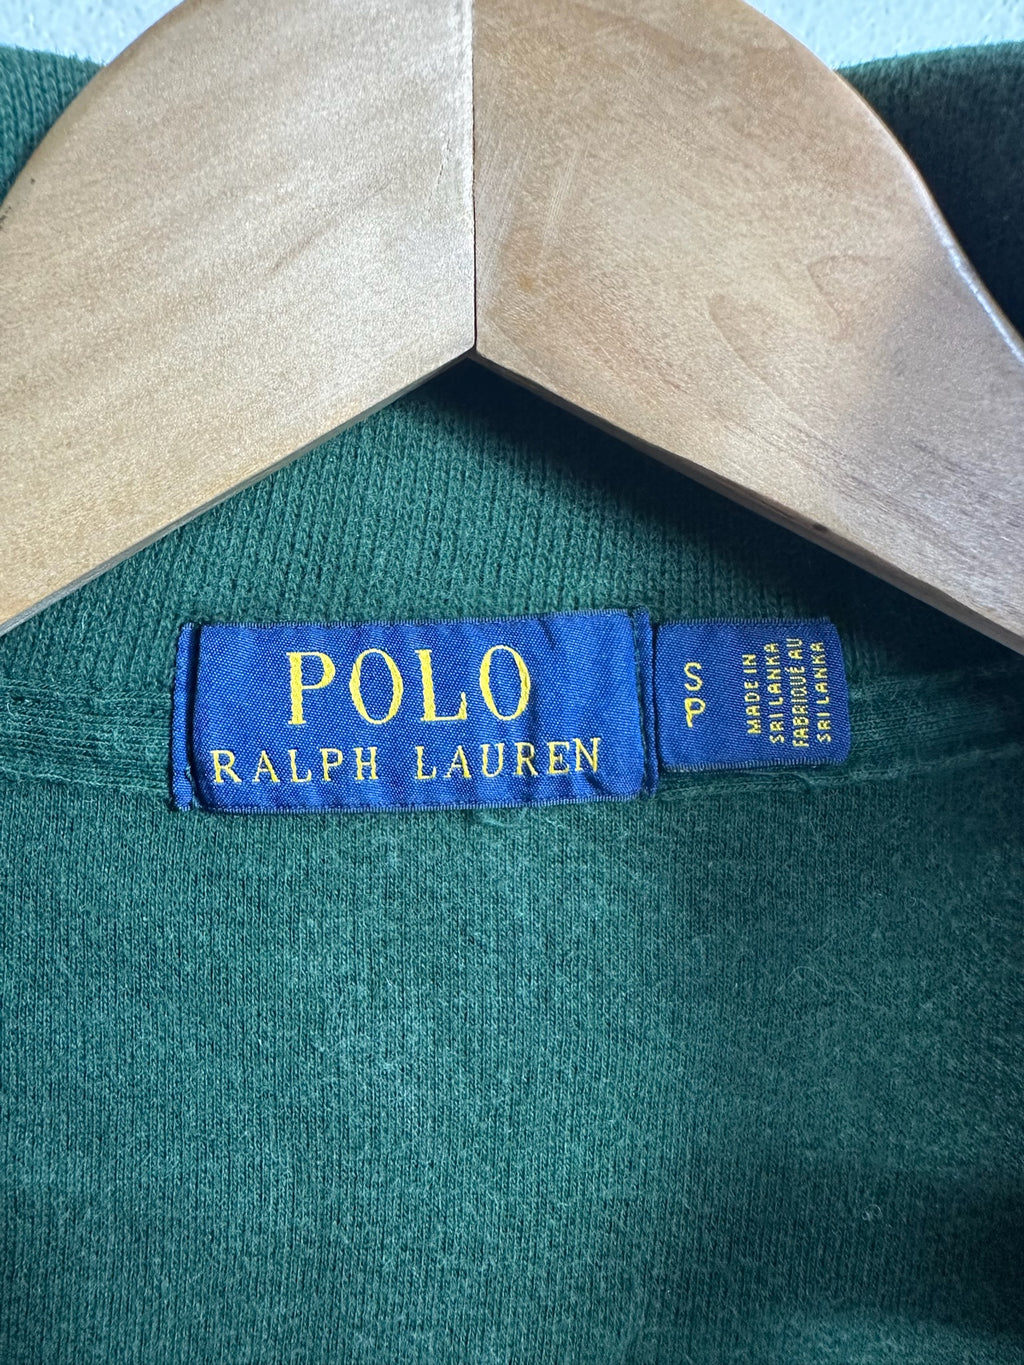 POLO
RALPH LAUREN
S
P
MADE IN
SRI LANKA
FABRIQUÉ AU
SRI LANKA